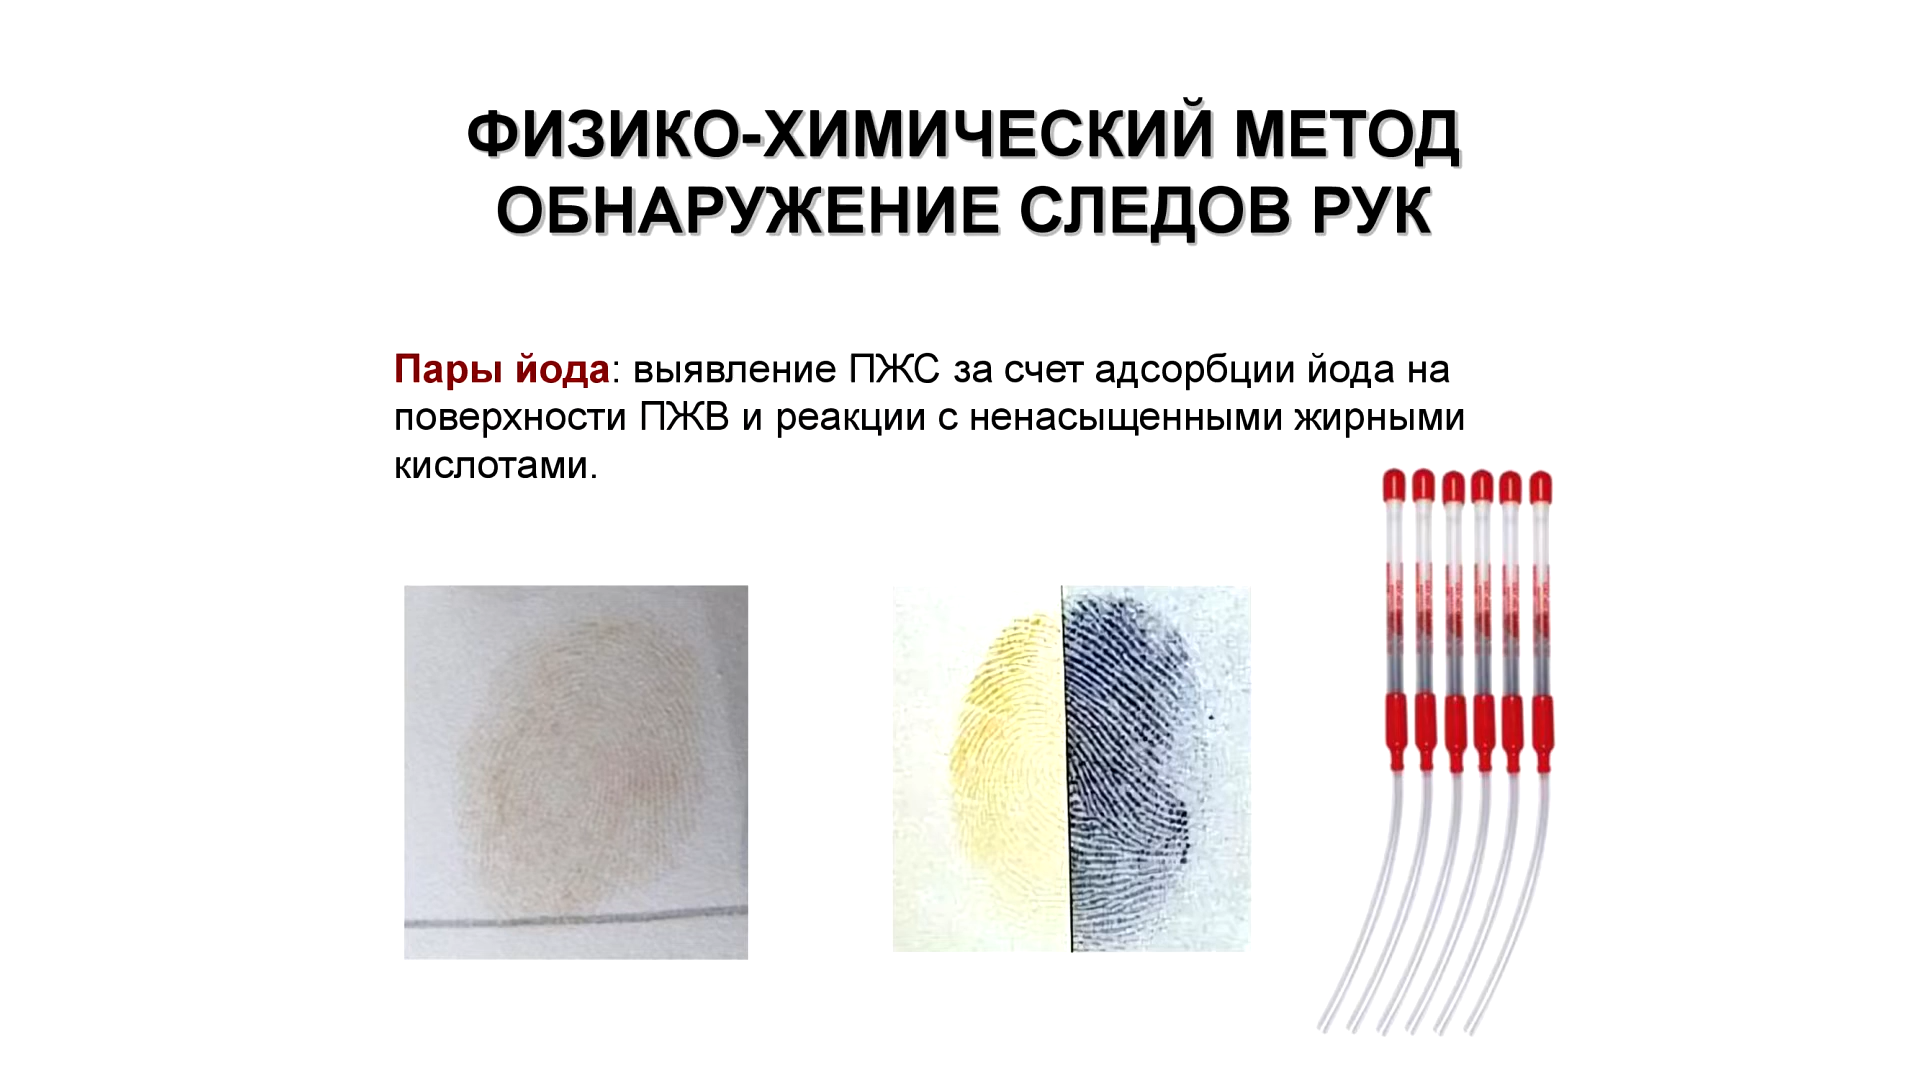 ФИЗИКО-ХИМИЧЕСКИЙ МЕТОД
ОБНАРУЖЕНИЕ СЛЕДОВ РУК
Пары йода: выявление ПЖС за счет адсорбции йода на
поверхности ПЖВ и реакции с ненасыщенными жирными
кислотами.